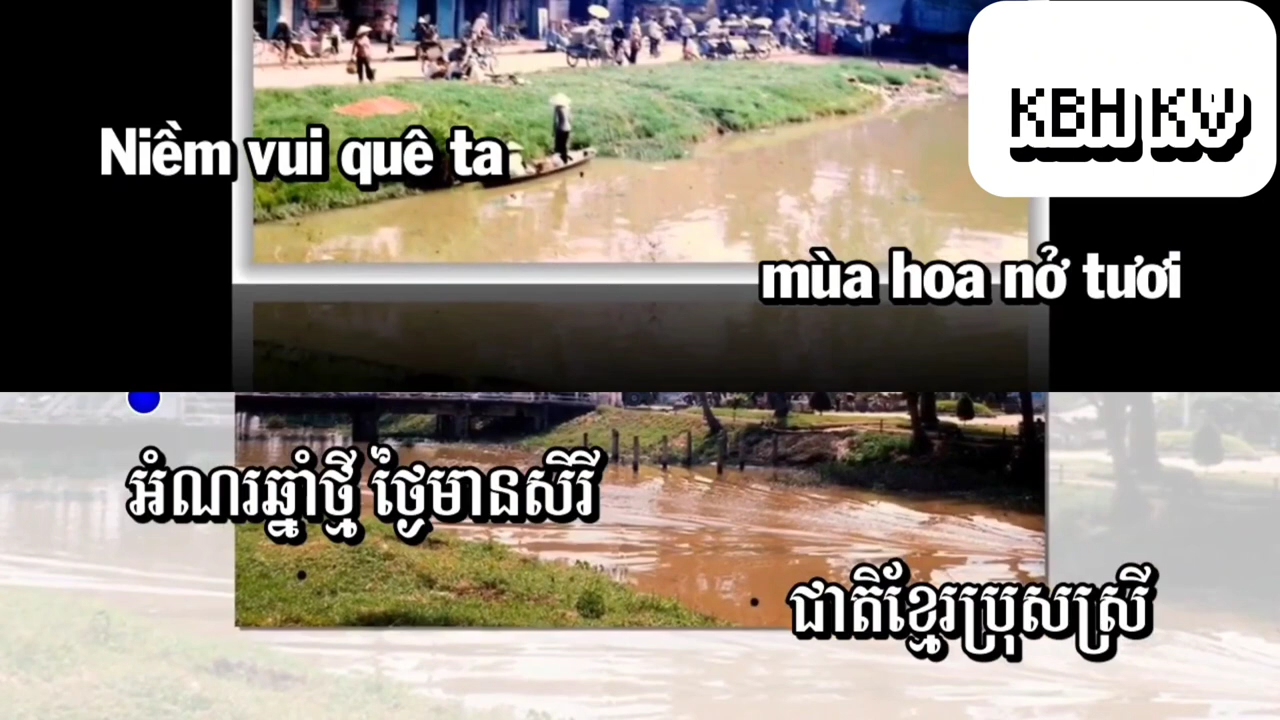 KBH KW
Niềm vui quê ta
mùa hoa nở tươi
អំណរឆ្នាំថ្មី ថ្ងៃមានសិរី
ជាតិខ្មែរប្រុសស្រី